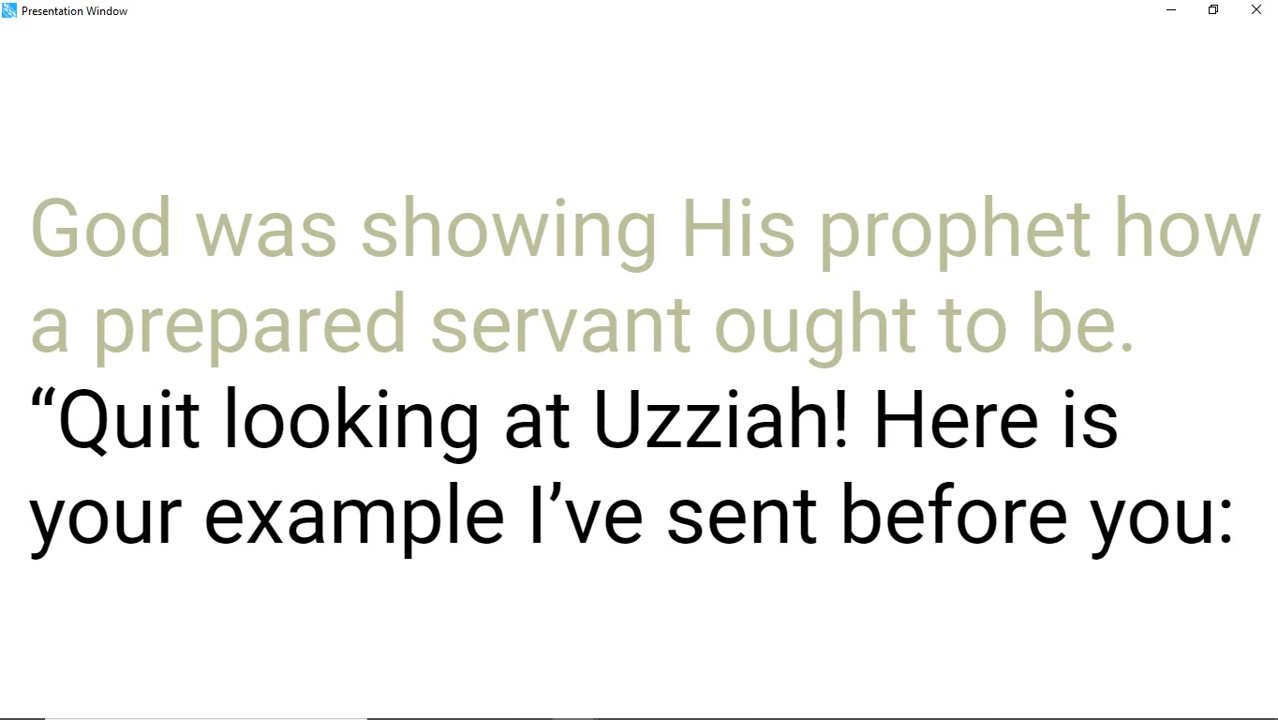 Presentation Window
God was showing His prophet how
a prepared servant ought to be.
“Quit looking at Uzziah! Here is
your example I’ve sent before you: